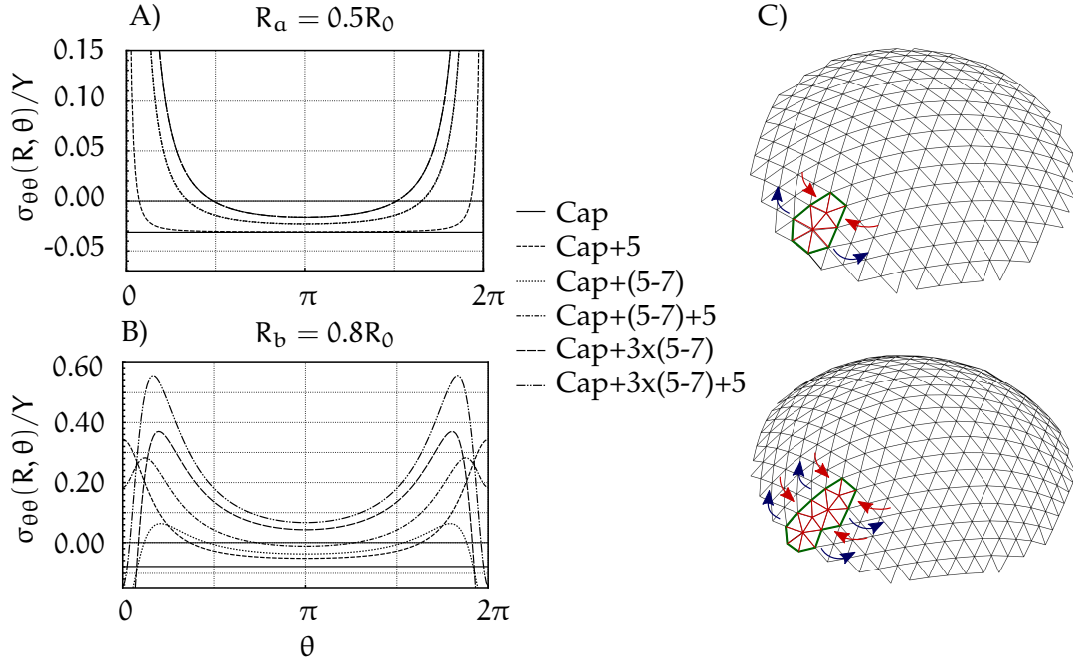 A)
R_a = 0.5R_0
0.15
0.10
0.05
0.00
-0.05
σ_θθ(R, θ)/Y
0
π
2π
B)
R_b = 0.8R_0
0.60
0.40
0.20
0.00
σ_θθ(R, θ)/Y
0
π
2π
θ
Cap
Cap+5
Cap+(5-7)
Cap+(5-7)+5
Cap+3x(5-7)
Cap+3x(5-7)+5
C)